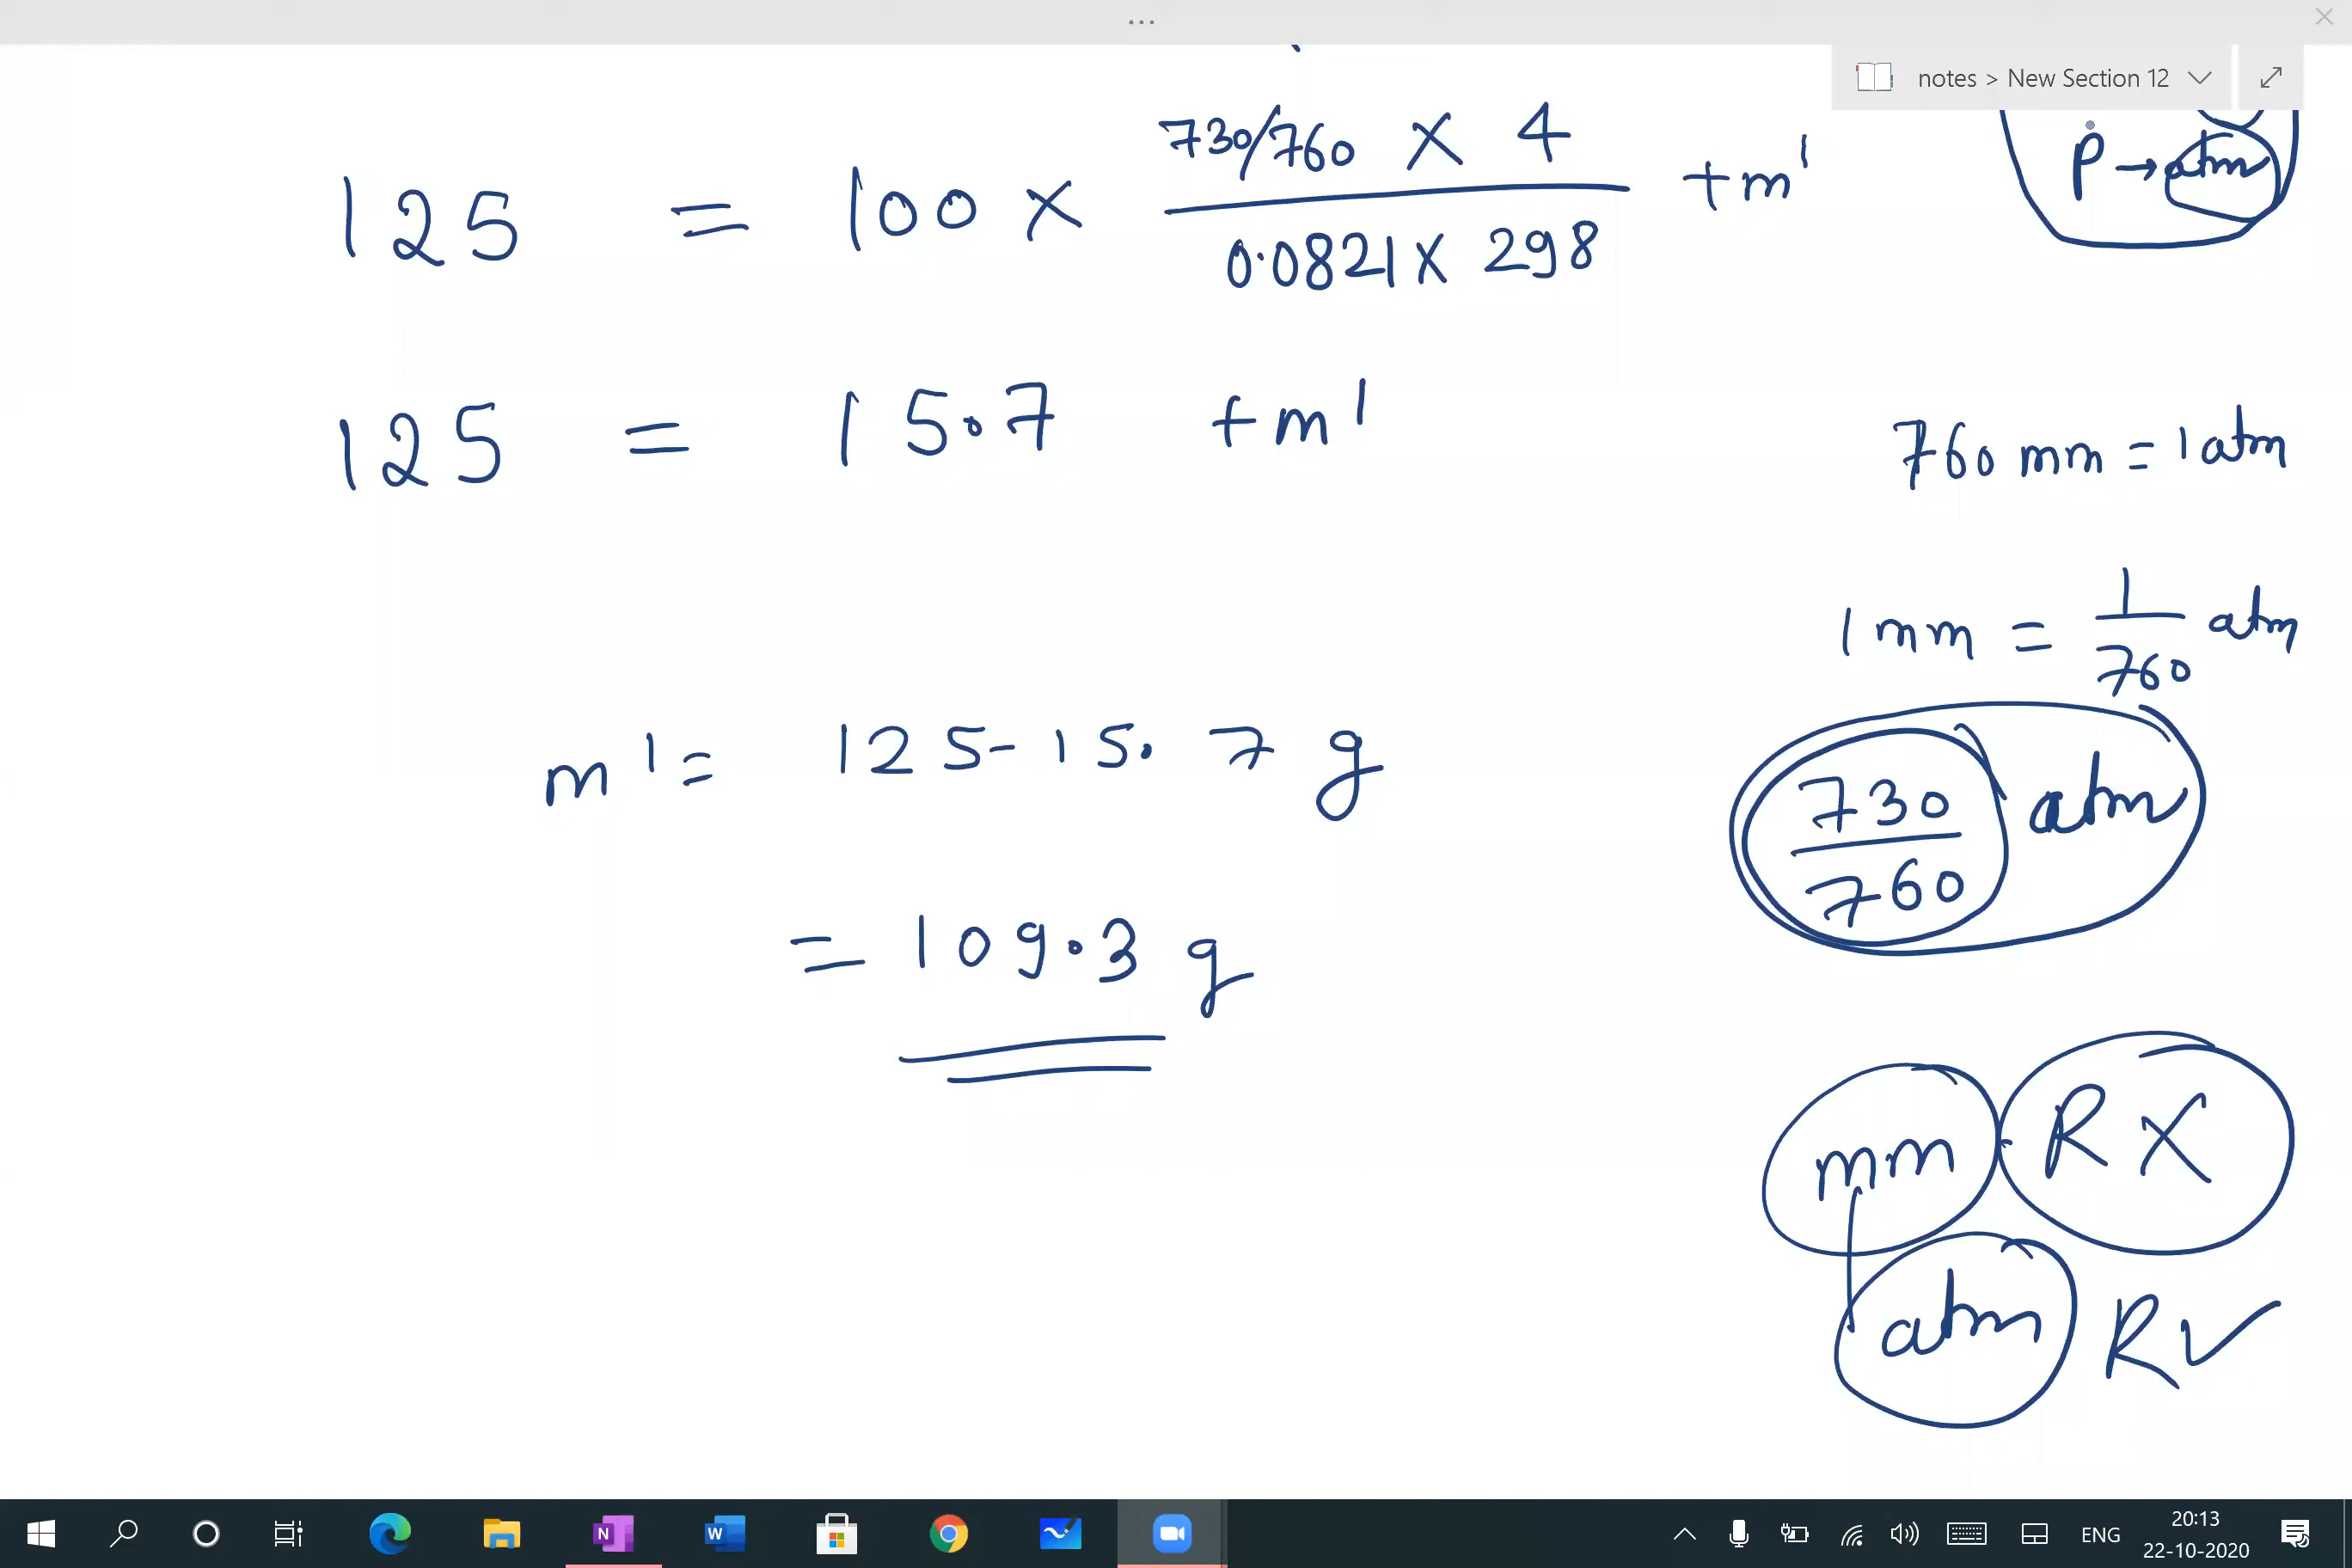 notes > New Section 12
125 = 100 × 730/760 × 4 / 0.0821 × 298 + m'
P → atm
125 = 15.7 + m'
760 mm = 1 atm
1 mm = 1/760 atm
m' = 125 - 15.7 g
730/760 atm
= 109.3 g
mm R X
atm R ✓
ENG
20:13
22-10-2020